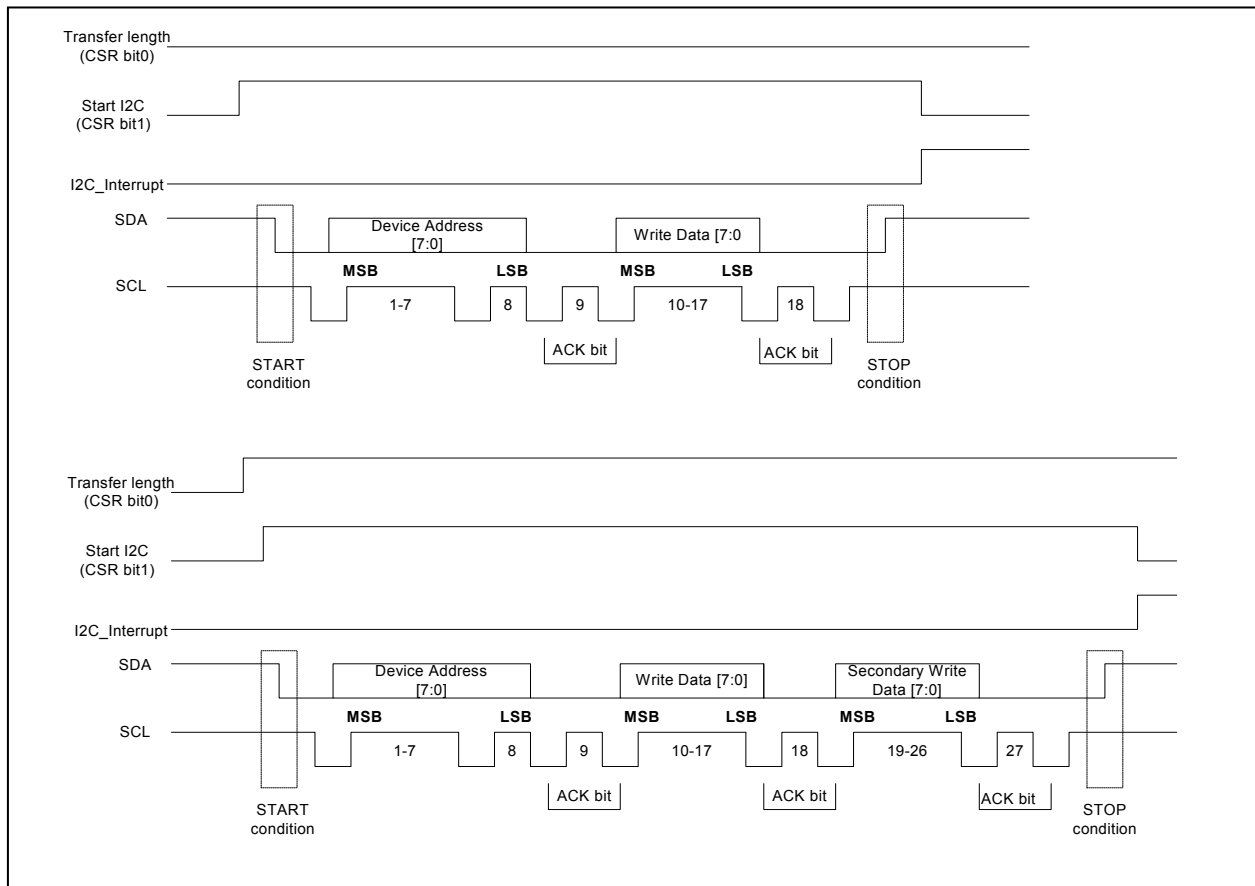 Transfer length
(CSR bit0)
Start I2C
(CSR bit1)
I2C_Interrupt
SDA
Device Address
[7:0]
Write Data [7:0
MSB
LSB
MSB
LSB
SCL
1-7
8
9
10-17
18
ACK bit
ACK bit
START
condition
STOP
condition
Transfer length
(CSR bit0)
Start I2C
(CSR bit1)
I2C_Interrupt
SDA
Device Address
[7:0]
Write Data [7:0]
Secondary Write
Data [7:0]
MSB
LSB
MSB
LSB
MSB
LSB
SCL
1-7
8
9
10-17
18
19-26
27
ACK bit
ACK bit
ACK bit
START
condition
STOP
condition